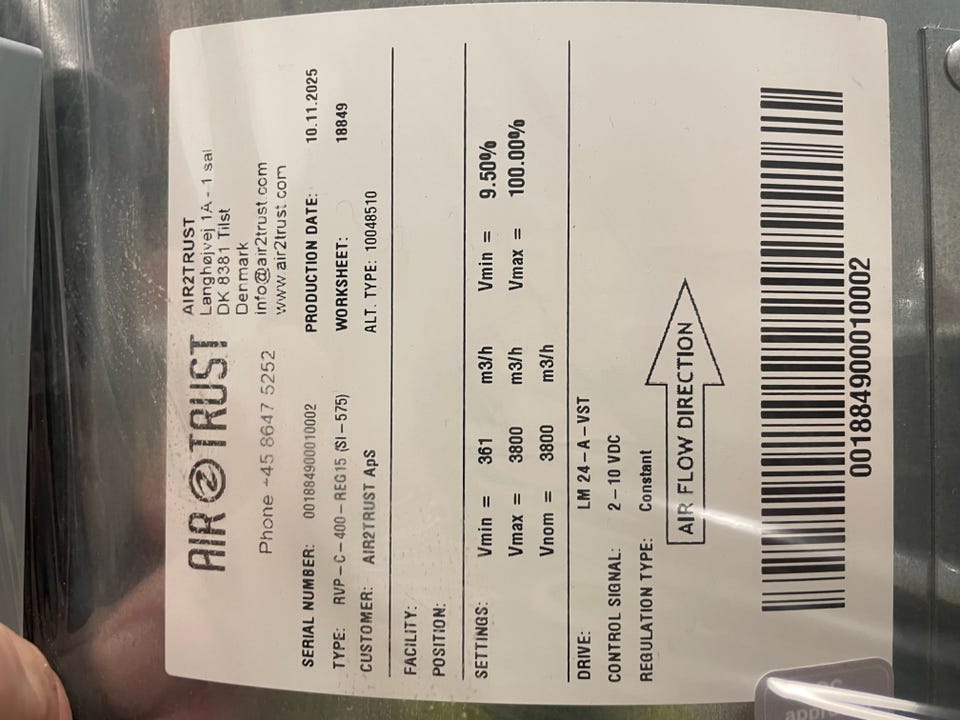 AIR2TRUST
Phone +45 8647 5252
AIR2TRUST
Langhøjvej 1A - 1 sal
DK 8381 Tilst
Denmark
info@air2trust.com
www.air2trust.com
SERIAL NUMBER: 001884900010002 PRODUCTION DATE: 10.11.2025
TYPE: RVP-C-400-REG15 (SI-575) WORKSHEET: 18849
CUSTOMER: AIR2TRUST ApS ALT. TYPE: 10048510
FACILITY:
POSITION:
SETTINGS: Vmin = 361 m3/h Vmin = 9.50%
Vmax = 3800 m3/h Vmax = 100.00%
Vnom = 3800 m3/h
DRIVE: LM 24-A-VST
CONTROL SIGNAL: 2-10 VDC
REGULATION TYPE: Constant
AIR FLOW DIRECTION
001884900010002